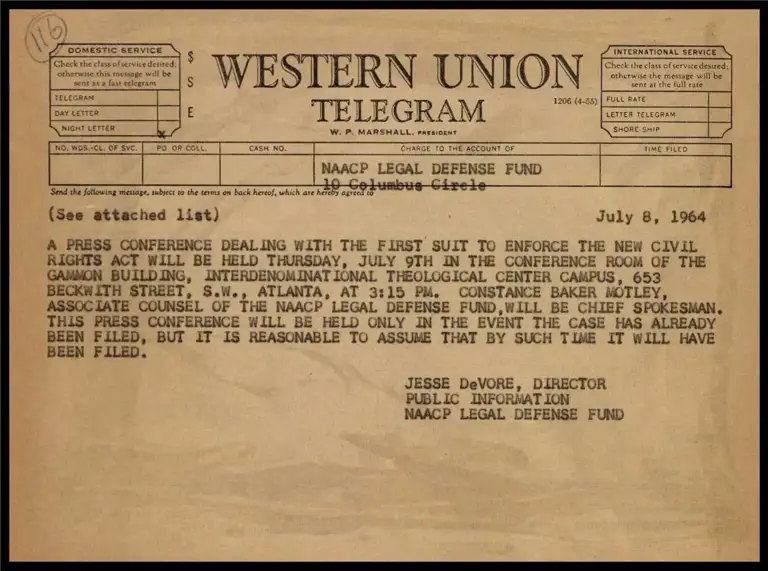 116
DOMESTIC SERVICE
Check the class of service desired;
otherwise this message will be
sent as a fast telegram
TELEGRAM
DAY LETTER
NIGHT LETTER
X
$
S
E
WESTERN UNION
TELEGRAM
1206 (4-55)
W. P. MARSHALL, PRESIDENT
INTERNATIONAL SERVICE
Check the class of service desired;
otherwise the message will be
sent at the full rate
FULL RATE
LETTER TELEGRAM
SHORE SHIP
NO. WDS.-CL. OF SVC. PD. OR COLL. CASH NO. CHARGE TO THE ACCOUNT OF TIME FILED
NAACP LEGAL DEFENSE FUND
10 Columbus Circle
Send the following message, subject to the terms on back hereof, which are hereby agreed to
(See attached list) July 8, 1964
A PRESS CONFERENCE DEALING WITH THE FIRST SUIT TO ENFORCE THE NEW CIVIL
RIGHTS ACT WILL BE HELD THURSDAY, JULY 9TH IN THE CONFERENCE ROOM OF THE
GAMMON BUILDING, INTERDENOMINATIONAL THEOLOGICAL CENTER CAMPUS, 653
BECKWITH STREET, S.W., ATLANTA, AT 3:15 PM. CONSTANCE BAKER MOTLEY,
ASSOCIATE COUNSEL OF THE NAACP LEGAL DEFENSE FUND,WILL BE CHIEF SPOKESMAN.
THIS PRESS CONFERENCE WILL BE HELD ONLY IN THE EVENT THE CASE HAS ALREADY
BEEN FILED, BUT IT IS REASONABLE TO ASSUME THAT BY SUCH TIME IT WILL HAVE
BEEN FILED.
JESSE DeVORE, DIRECTOR
PUBLIC INFORMATION
NAACP LEGAL DEFENSE FUND